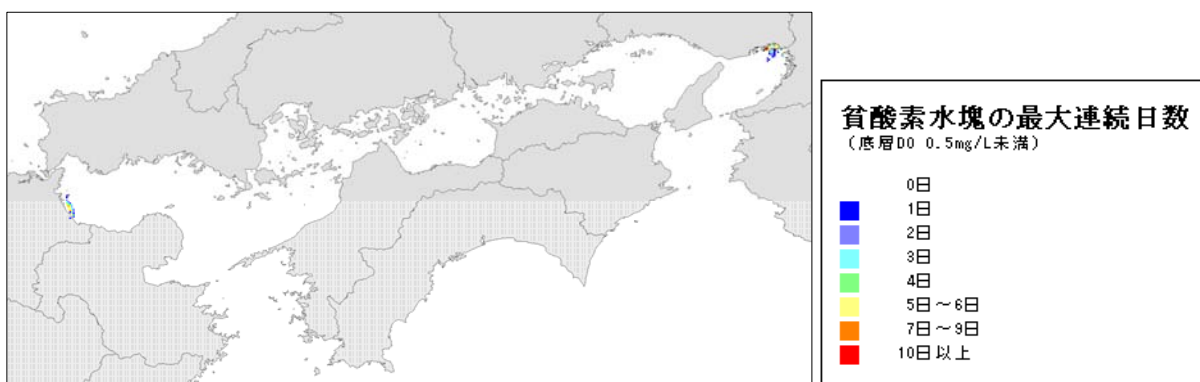 貧酸素水塊の最大連続日数
(底層DO 0.5mg/L未満)
0日
1日
2日
3日
4日
5日～6日
7日～9日
10日以上